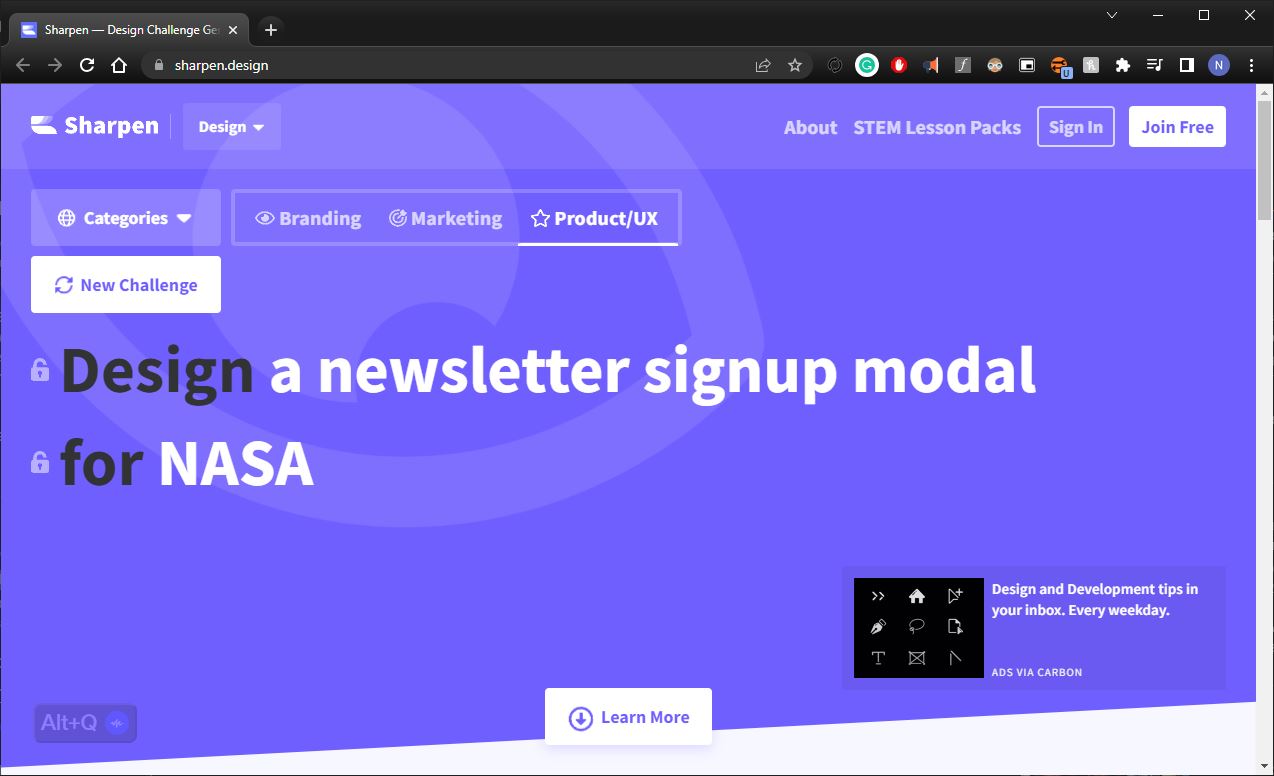 Sharpen — Design Challenge Ge
sharpen.design
U
N
Sharpen
Design
About
STEM Lesson Packs
Sign In
Join Free
Categories
Branding
Marketing
Product/UX
New Challenge
Design a newsletter signup modal
for NASA
Design and Development tips in
your inbox. Every weekday.
T
ADS VIA CARBON
Alt+Q
Learn More